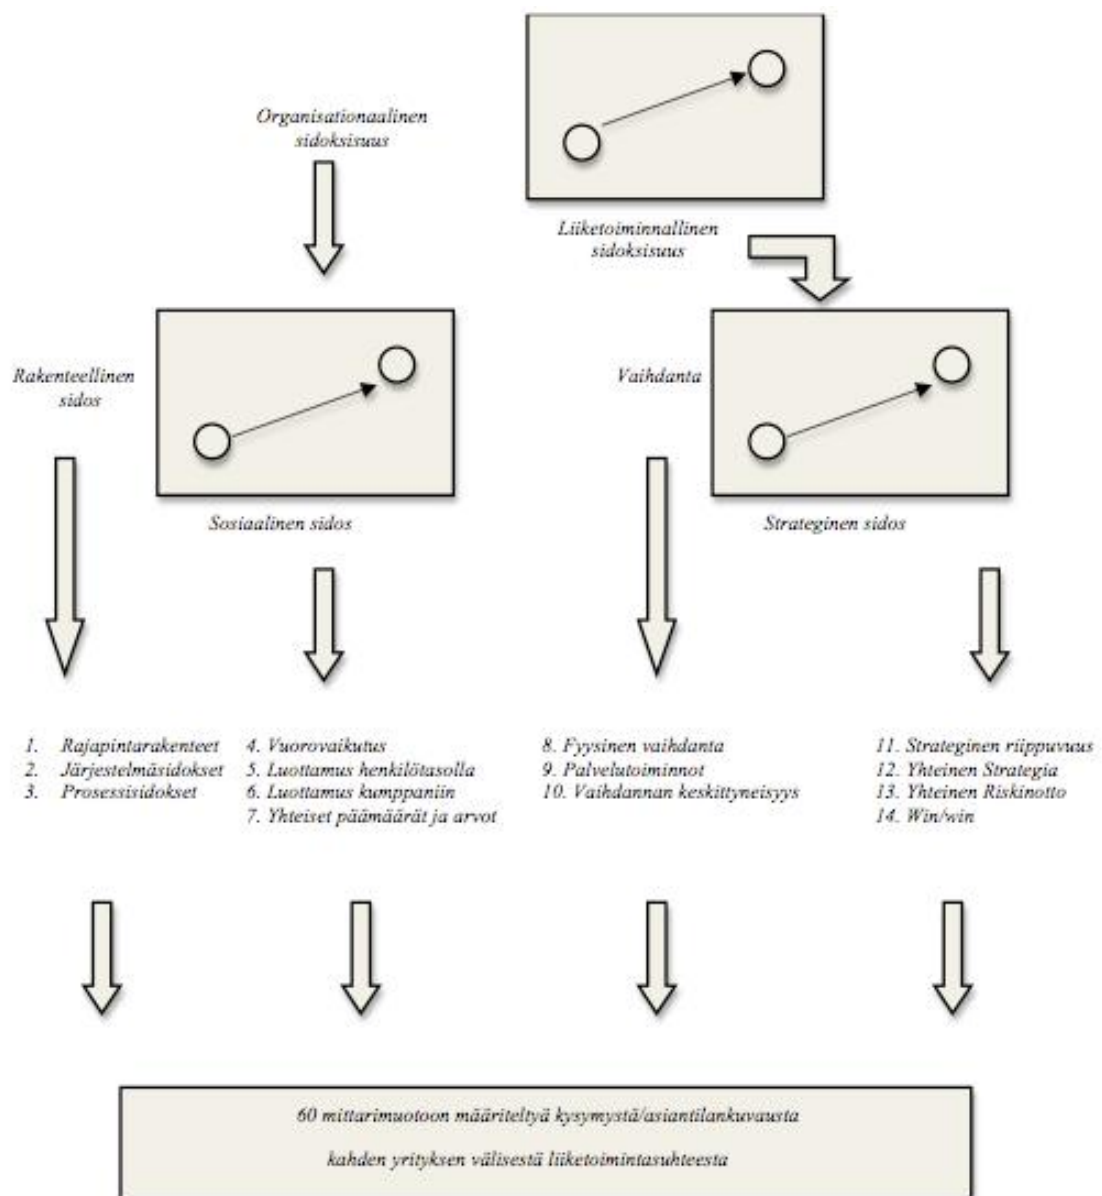 Organisationaalinen
sidoksisuus
Liiketoiminnallinen
sidoksisuus
Rakenteellinen
sidos
Vaihdanta
Sosiaalinen sidos
Strateginen sidos
1. Rajapintarakenteet
2. Järjestelmäsidokset
3. Prosessisidokset
4. Vuorovaikutus
5. Luottamus henkilötasolla
6. Luottamus kumppaniin
7. Yhteiset päämäärät ja arvot
8. Fyysinen vaihdanta
9. Palvelutoiminnot
10. Vaihdannan keskittyneisyys
11. Strateginen riippuvuus
12. Yhteinen Strategia
13. Yhteinen Riskinotto
14. Win/win
60 mittarimuotoon määriteltyä kysymystä/asiantilankuvausta
kahden yrityksen välisestä liiketoimintasuhteesta